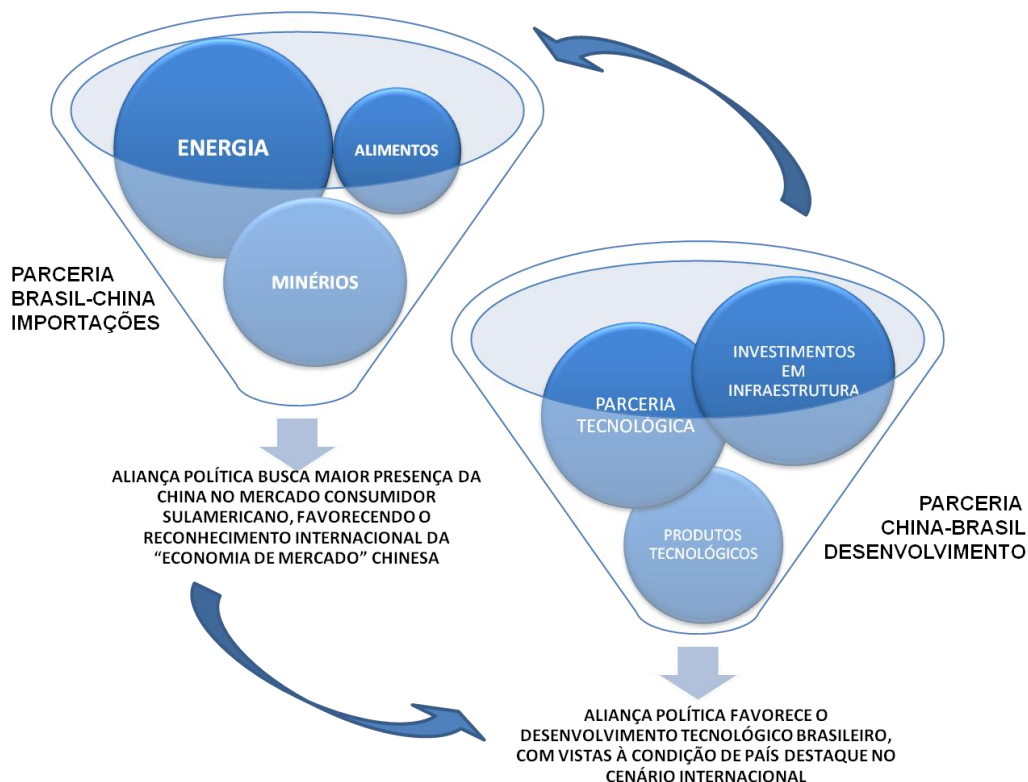 ENERGIA
ALIMENTOS
MINÉRIOS
PARCERIA
BRASIL-CHINA
IMPORTAÇÕES
ALIANÇA POLÍTICA BUSCA MAIOR PRESENÇA DA
CHINA NO MERCADO CONSUMIDOR
SULAMERICANO, FAVORECENDO O
RECONHECIMENTO INTERNACIONAL DA
“ECONOMIA DE MERCADO” CHINESA
INVESTIMENTOS
EM
INFRAESTRUTURA
PARCERIA
TECNOLÓGICA
PRODUTOS
TECNOLÓGICOS
PARCERIA
CHINA-BRASIL
DESENVOLVIMENTO
ALIANÇA POLÍTICA FAVORECE O
DESENVOLVIMENTO TECNOLÓGICO BRASILEIRO,
COM VISTAS À CONDIÇÃO DE PAÍS DESTAQUE NO
CENÁRIO INTERNACIONAL